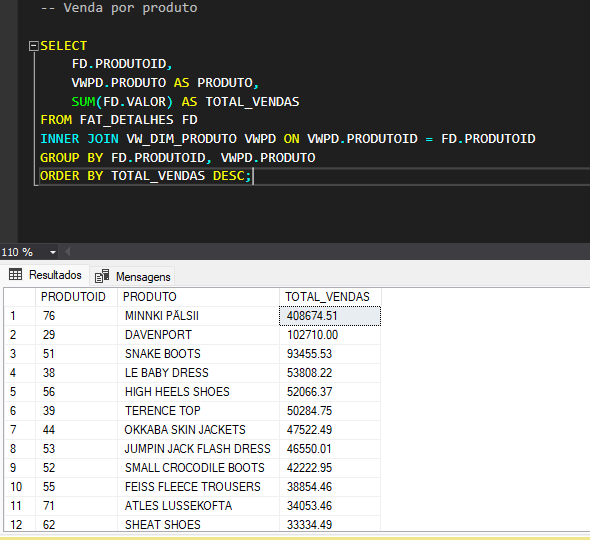 -- Venda por produto
SELECT
FD.PRODUTOID,
VWPD.PRODUTO AS PRODUTO,
SUM(FD.VALOR) AS TOTAL_VENDAS
FROM FAT_DETALHES FD
INNER JOIN VW_DIM_PRODUTO VWPD ON VWPD.PRODUTOID = FD.PRODUTOID
GROUP BY FD.PRODUTOID, VWPD.PRODUTO
ORDER BY TOTAL_VENDAS DESC;
110 %
Resultados Mensagens
PRODUTOID PRODUTO TOTAL_VENDAS
1 76 MINNKI PÄLSII 408674.51
2 29 DAVENPORT 102710.00
3 51 SNAKE BOOTS 93455.53
4 38 LE BABY DRESS 53808.22
5 56 HIGH HEELS SHOES 52066.37
6 39 TERENCE TOP 50284.75
7 44 OKKABA SKIN JACKETS 47522.49
8 53 JUMPIN JACK FLASH DRESS 46550.01
9 52 SMALL CROCODILE BOOTS 42222.95
10 55 FEISS FLEECE TROUSERS 38854.46
11 71 ATLES LUSSEKOFTA 34053.46
12 62 SHEAT SHOES 33334.49